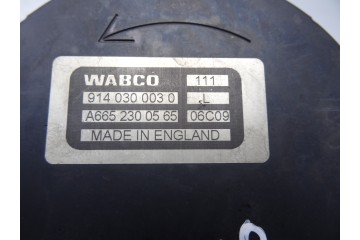 WABCO 111
914 030 003 0 L
A665 230 05 65 06C09
MADE IN ENGLAND